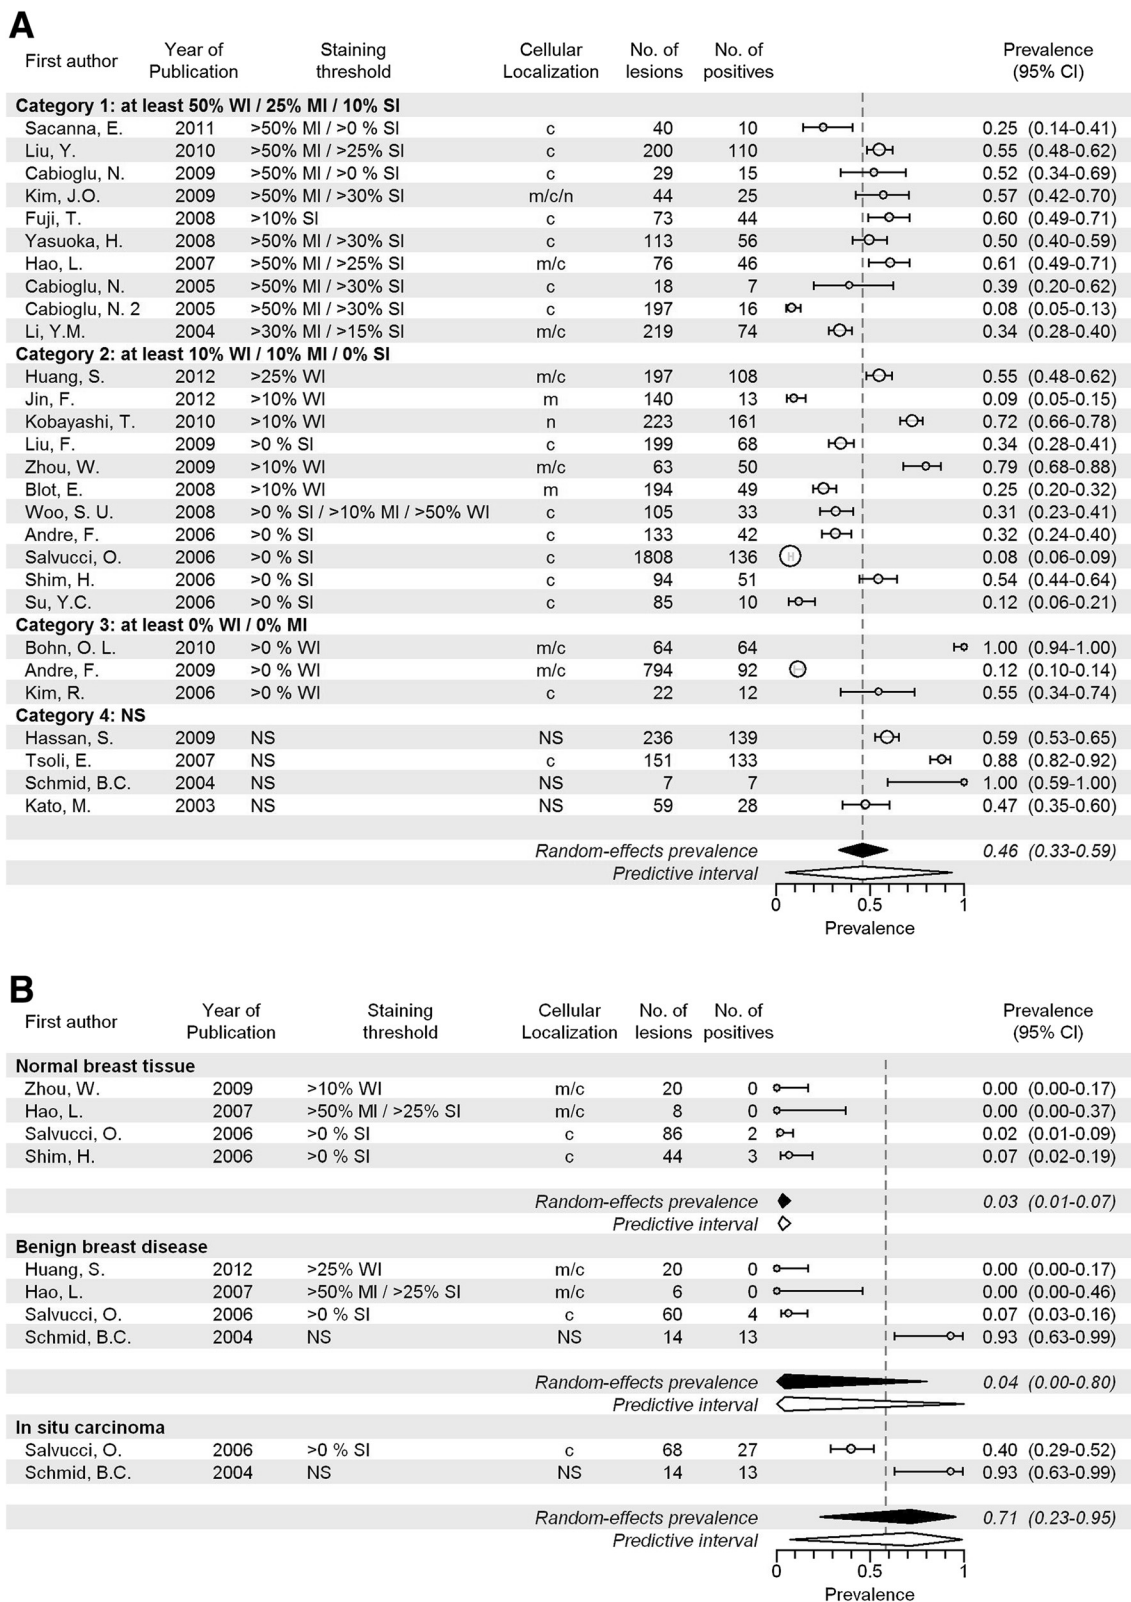 A
First author Year of Publication Staining threshold Cellular Localization No. of lesions No. of positives Prevalence (95% CI)
Category 1: at least 50% WI / 25% MI / 10% SI
Sacanna, E. 2011 >50% MI / >0 % SI c 40 10 0.25 (0.14-0.41)
Liu, Y. 2010 >50% MI / >25% SI c 200 110 0.55 (0.48-0.62)
Cabioglu, N. 2009 >50% MI / >0 % SI c 29 15 0.52 (0.34-0.69)
Kim, J.O. 2009 >50% MI / >30% SI m/c/n 44 25 0.57 (0.42-0.70)
Fuji, T. 2008 >10% SI c 73 44 0.60 (0.49-0.71)
Yasuoka, H. 2008 >50% MI / >30% SI c 113 56 0.50 (0.40-0.59)
Hao, L. 2007 >50% MI / >25% SI m/c 76 46 0.61 (0.49-0.71)
Cabioglu, N. 2005 >50% MI / >30% SI c 18 7 0.39 (0.20-0.62)
Cabioglu, N. 2 2005 >50% MI / >30% SI c 197 16 0.08 (0.05-0.13)
Li, Y.M. 2004 >30% MI / >15% SI m/c 219 74 0.34 (0.28-0.40)
Category 2: at least 10% WI / 10% MI / 0% SI
Huang, S. 2012 >25% WI m/c 197 108 0.55 (0.48-0.62)
Jin, F. 2012 >10% WI m 140 13 0.09 (0.05-0.15)
Kobayashi, T. 2010 >10% WI n 223 161 0.72 (0.66-0.78)
Liu, F. 2009 >0 % SI c 199 68 0.34 (0.28-0.41)
Zhou, W. 2009 >10% WI m/c 63 50 0.79 (0.68-0.88)
Blot, E. 2008 >10% WI m 194 49 0.25 (0.20-0.32)
Woo, S. U. 2008 >0 % SI / >10% MI / >50% WI c 105 33 0.31 (0.23-0.41)
Andre, F. 2006 >0 % SI c 133 42 0.32 (0.24-0.40)
Salvucci, O. 2006 >0 % SI c 1808 136 0.08 (0.06-0.09)
Shim, H. 2006 >0 % SI c 94 51 0.54 (0.44-0.64)
Su, Y.C. 2006 >0 % SI c 85 10 0.12 (0.06-0.21)
Category 3: at least 0% WI / 0% MI
Bohn, O. L. 2010 >0 % WI m/c 64 64 1.00 (0.94-1.00)
Andre, F. 2009 >0 % WI m/c 794 92 0.12 (0.10-0.14)
Kim, R. 2006 >0 % WI c 22 12 0.55 (0.34-0.74)
Category 4: NS
Hassan, S. 2009 NS NS 236 139 0.59 (0.53-0.65)
Tsoli, E. 2007 NS c 151 133 0.88 (0.82-0.92)
Schmid, B.C. 2004 NS NS 7 7 1.00 (0.59-1.00)
Kato, M. 2003 NS NS 59 28 0.47 (0.35-0.60)
Random-effects prevalence 0.46 (0.33-0.59)
Predictive interval
0 0.5 1
Prevalence
B
First author Year of Publication Staining threshold Cellular Localization No. of lesions No. of positives Prevalence (95% CI)
Normal breast tissue
Zhou, W. 2009 >10% WI m/c 20 0 0.00 (0.00-0.17)
Hao, L. 2007 >50% MI / >25% SI m/c 8 0 0.00 (0.00-0.37)
Salvucci, O. 2006 >0 % SI c 86 2 0.02 (0.01-0.09)
Shim, H. 2006 >0 % SI c 44 3 0.07 (0.02-0.19)
Random-effects prevalence 0.03 (0.01-0.07)
Predictive interval
Benign breast disease
Huang, S. 2012 >25% WI m/c 20 0 0.00 (0.00-0.17)
Hao, L. 2007 >50% MI / >25% SI m/c 6 0 0.00 (0.00-0.46)
Salvucci, O. 2006 >0 % SI c 60 4 0.07 (0.03-0.16)
Schmid, B.C. 2004 NS NS 14 13 0.93 (0.63-0.99)
Random-effects prevalence 0.04 (0.00-0.80)
Predictive interval
In situ carcinoma
Salvucci, O. 2006 >0 % SI c 68 27 0.40 (0.29-0.52)
Schmid, B.C. 2004 NS NS 14 13 0.93 (0.63-0.99)
Random-effects prevalence 0.71 (0.23-0.95)
Predictive interval
0 0.5 1
Prevalence